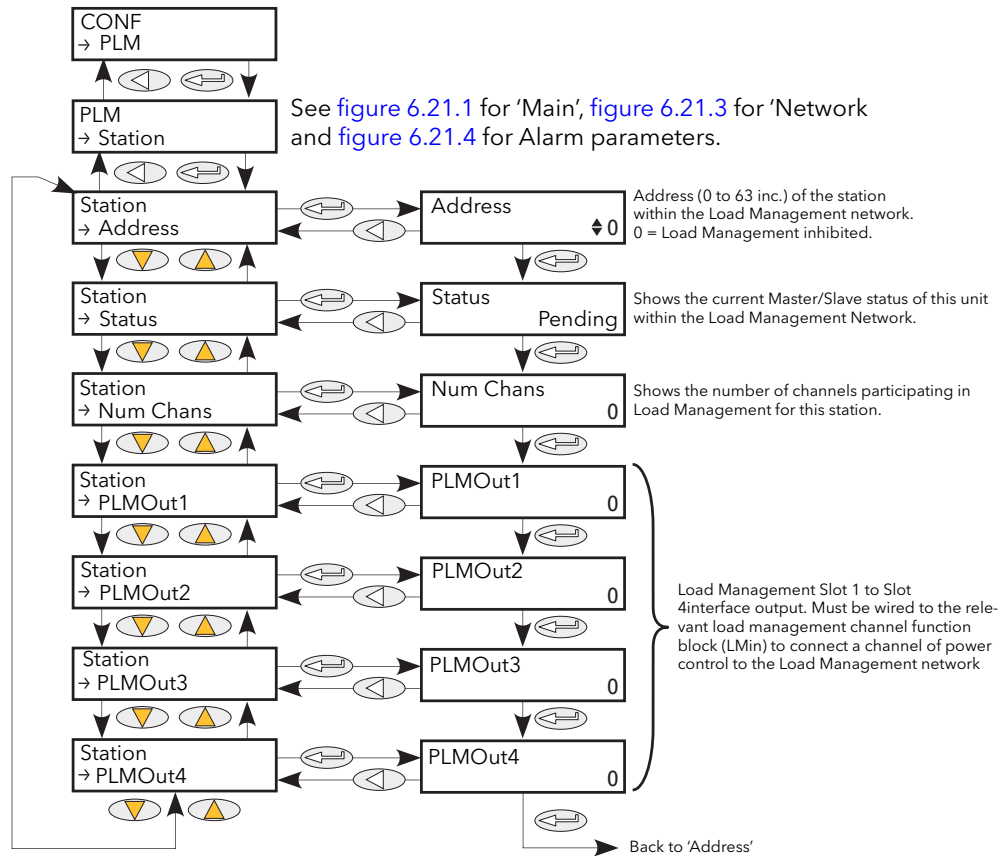 CONF
→ PLM
PLM
→ Station
See figure 6.21.1 for 'Main', figure 6.21.3 for 'Network
and figure 6.21.4 for Alarm parameters.
Station
→ Address
Address
0
Address (0 to 63 inc.) of the station
within the Load Management network.
0 = Load Management inhibited.
Station
→ Status
Status
Pending
Shows the current Master/Slave status of this unit
within the Load Management Network.
Station
→ Num Chans
Num Chans
0
Shows the number of channels participating in
Load Management for this station.
Station
→ PLMOut1
PLMOut1
0
Station
→ PLMOut2
PLMOut2
0
Station
→ PLMOut3
PLMOut3
0
Station
→ PLMOut4
PLMOut4
0
Load Management Slot 1 to Slot
4interface output. Must be wired to the rele-
vant load management channel function
block (LMin) to connect a channel of power
control to the Load Management network
Back to 'Address'